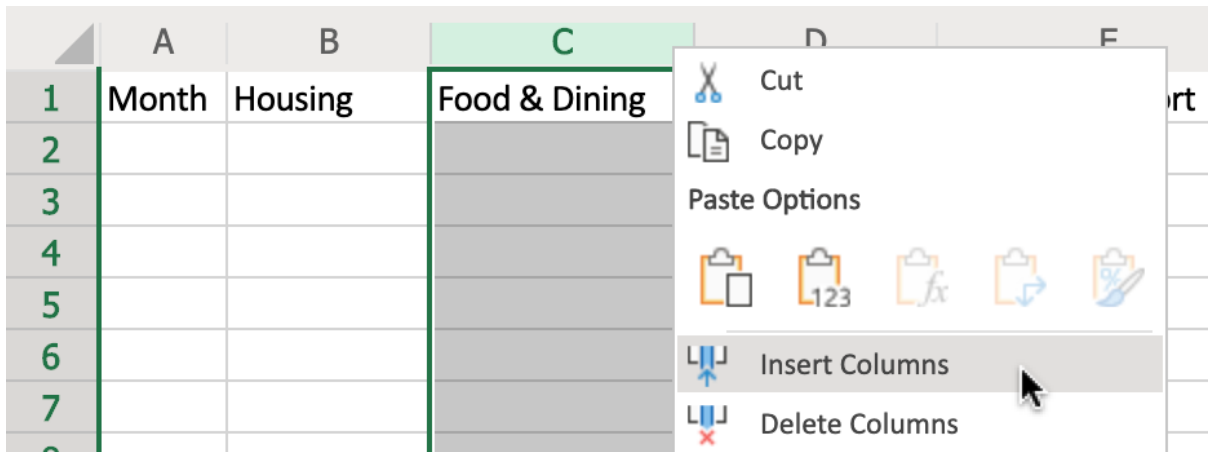 A B C D E
1 Month Housing Food & Dining
2
3
4
5
6
7
Cut
Copy
Paste Options
123 fx %
Insert Columns
Delete Columns